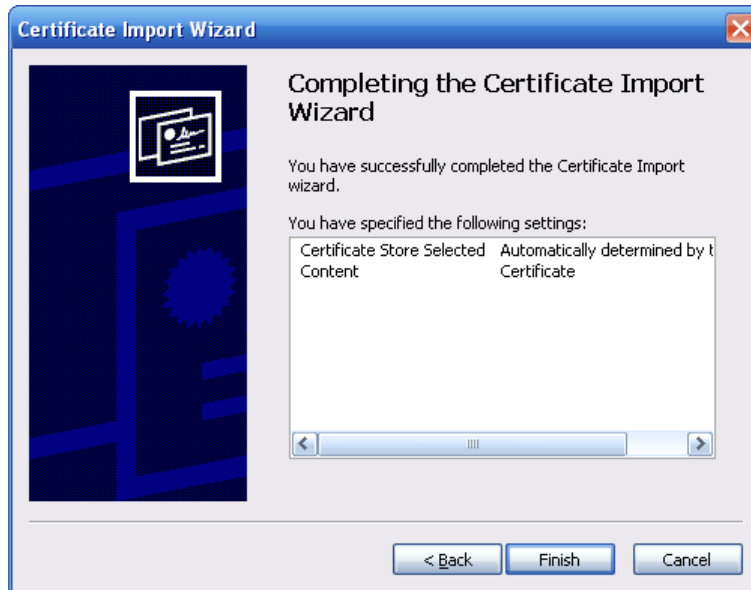 Certificate Import Wizard
Completing the Certificate Import
Wizard
You have successfully completed the Certificate Import
wizard.
You have specified the following settings:
Certificate Store Selected Automatically determined by t
Content Certificate
< Back Finish Cancel